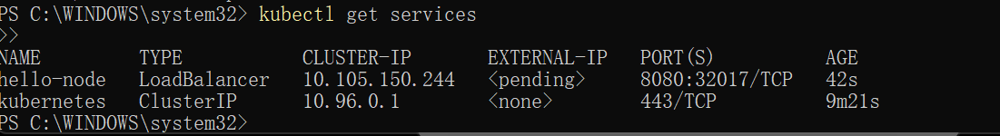 PS C:\WINDOWS\system32> kubectl get services
>>
NAME TYPE CLUSTER-IP EXTERNAL-IP PORT(S) AGE
hello-node LoadBalancer 10.105.150.244 <pending> 8080:32017/TCP 42s
kubernetes ClusterIP 10.96.0.1 <none> 443/TCP 9m21s
PS C:\WINDOWS\system32>